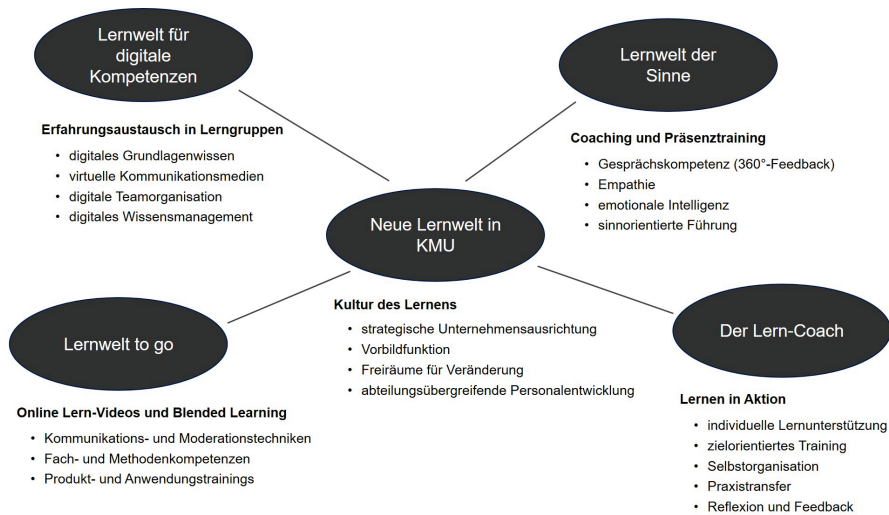 Lernwelt für
digitale
Kompetenzen
Erfahrungsaustausch in Lerngruppen
• digitales Grundlagenwissen
• virtuelle Kommunikationsmedien
• digitale Teamorganisation
• digitales Wissensmanagement
Lernwelt der
Sinne
Coaching und Präsenztraining
• Gesprächskompetenz (360°-Feedback)
• Empathie
• emotionale Intelligenz
• sinnorientierte Führung
Neue Lernwelt in
KMU
Kultur des Lernens
• strategische Unternehmensausrichtung
• Vorbildfunktion
• Freiräume für Veränderung
• abteilungsübergreifende Personalentwicklung
Lernwelt to go
Online Lern-Videos und Blended Learning
• Kommunikations- und Moderationstechniken
• Fach- und Methodenkompetenzen
• Produkt- und Anwendungstrainings
Der Lern-Coach
Lernen in Aktion
• individuelle Lernunterstützung
• zielorientiertes Training
• Selbstorganisation
• Praxistransfer
• Reflexion und Feedback